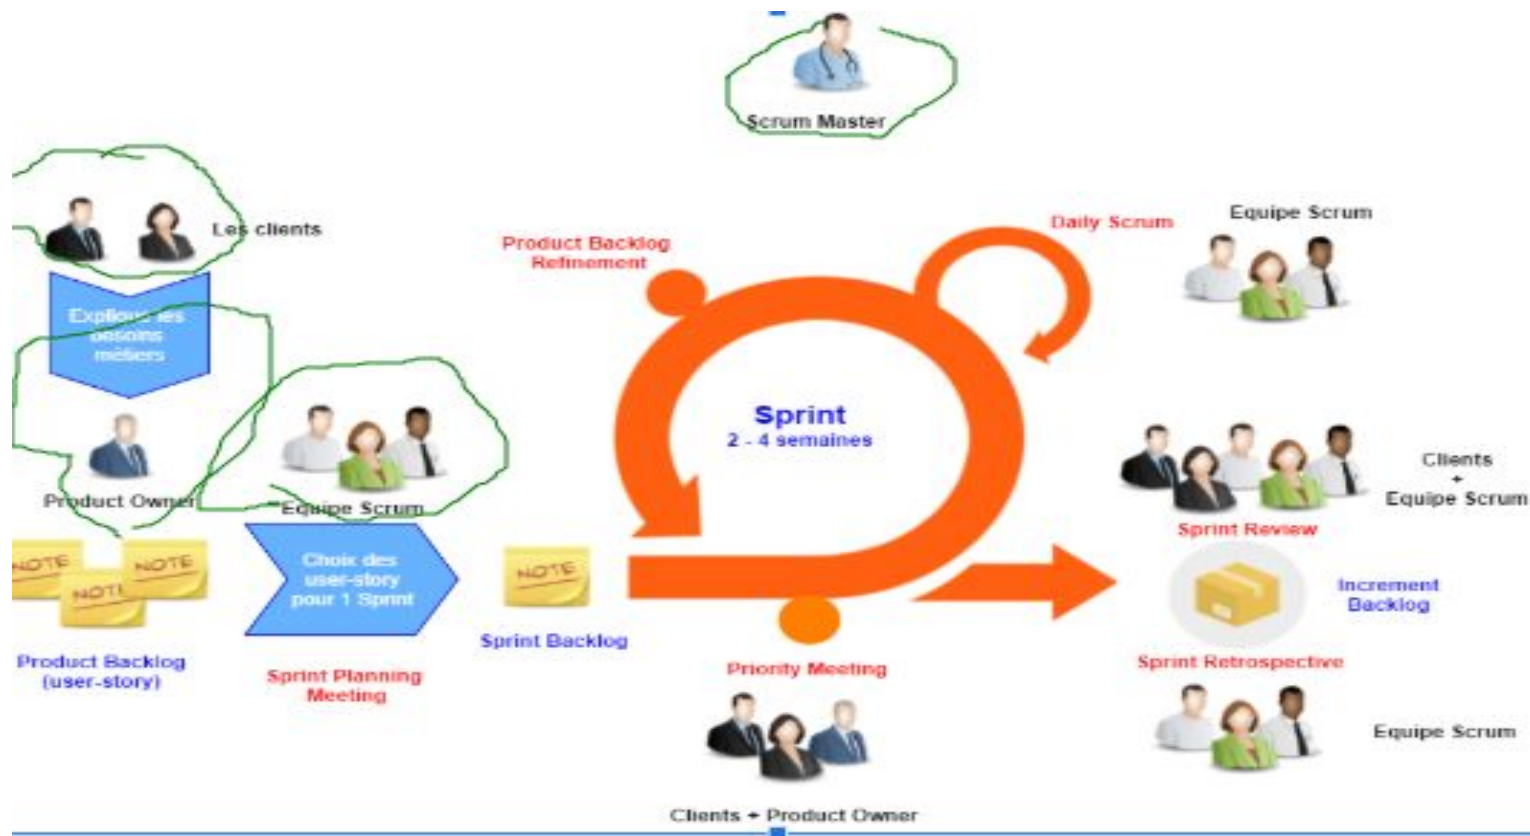 Scrum Master
Les clients
Explique les
besoins
métiers
Product Owner
Equipe Scrum
NOTE
NOTE
NOTE
Product Backlog
(user-story)
Choix des
user-story
pour 1 Sprint
Sprint Planning
Meeting
NOTE
Sprint Backlog
Product Backlog
Refinement
Sprint
2 - 4 semaines
Daily Scrum
Equipe Scrum
Priority Meeting
Clients + Product Owner
Clients
+
Equipe Scrum
Sprint Review
Increment
Backlog
Sprint Retrospective
Equipe Scrum